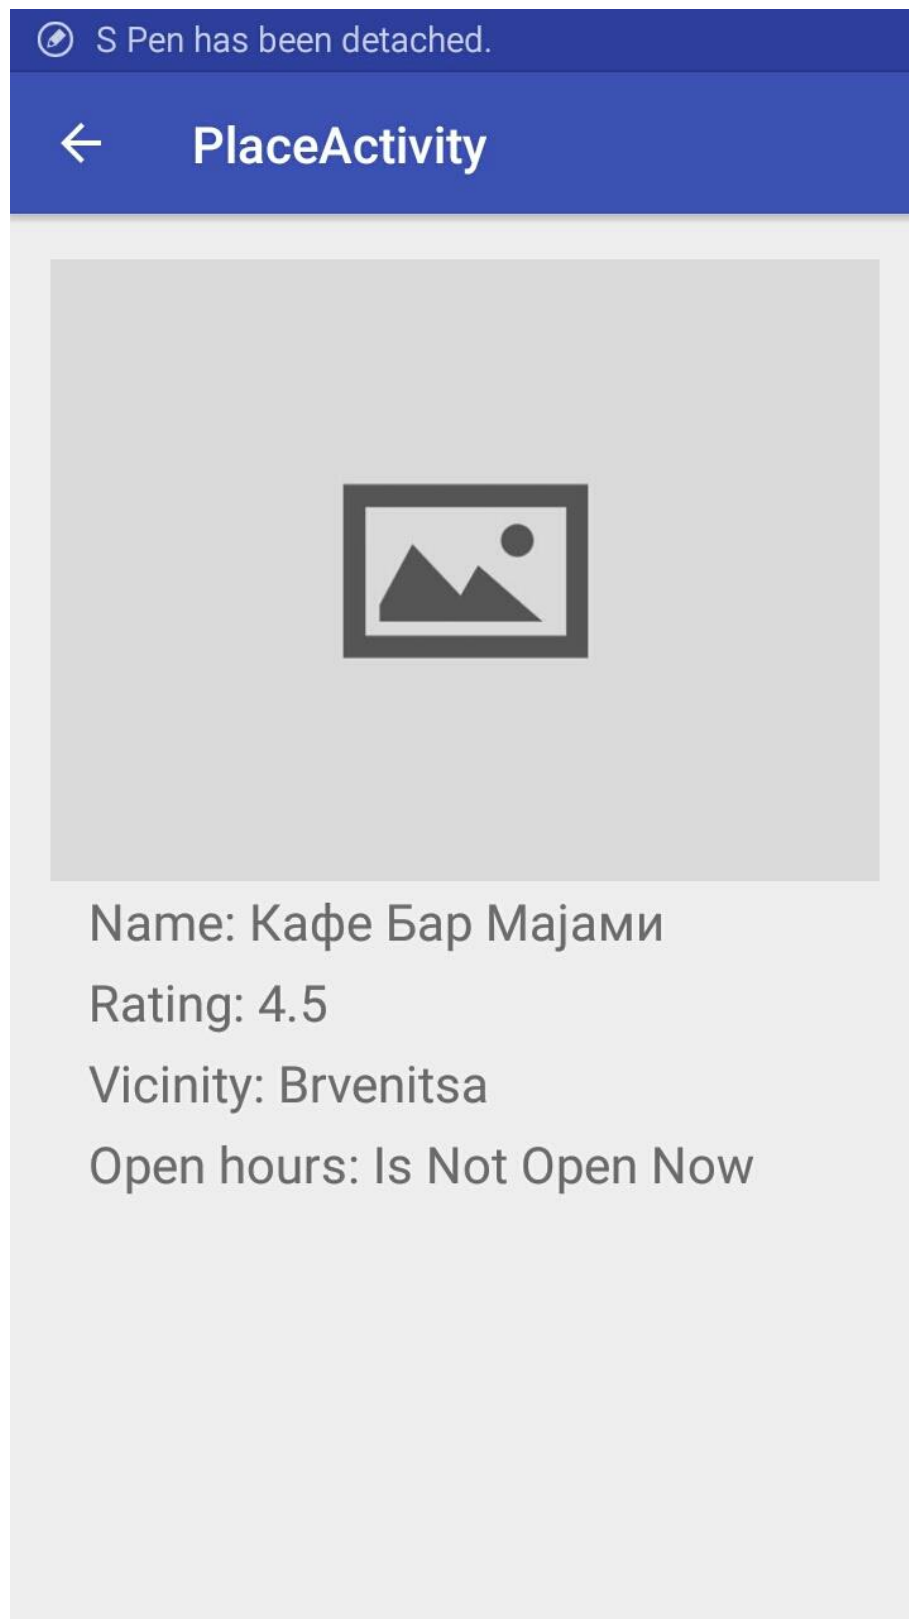 S Pen has been detached.
PlaceActivity
Name: Кафе Бар Мајами
Rating: 4.5
Vicinity: Brvenitsa
Open hours: Is Not Open Now